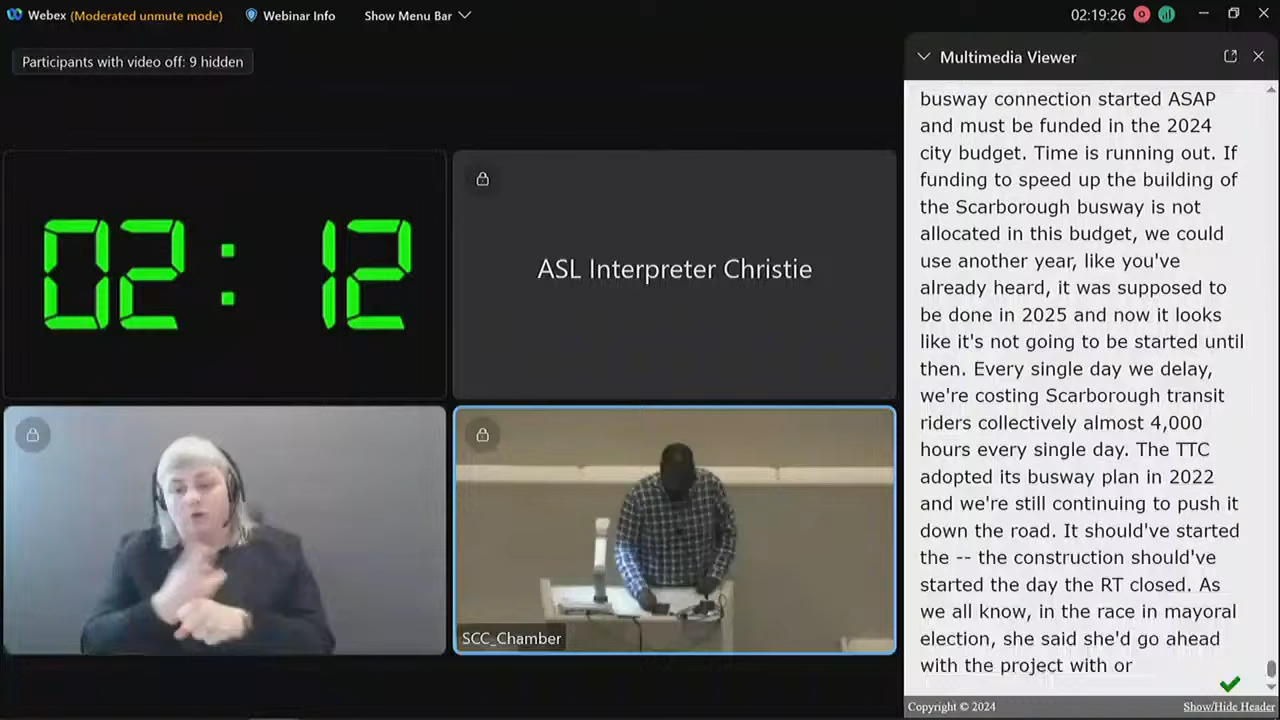 Webex (Moderated unmute mode) Webinar Info Show Menu Bar 02:19:26
Participants with video off: 9 hidden
02:12
ASL Interpreter Christie
SCC_Chamber
Multimedia Viewer
busway connection started ASAP
and must be funded in the 2024
city budget. Time is running out. If
funding to speed up the building of
the Scarborough busway is not
allocated in this budget, we could
use another year, like you've
already heard, it was supposed to
be done in 2025 and now it looks
like it's not going to be started until
then. Every single day we delay,
we're costing Scarborough transit
riders collectively almost 4,000
hours every single day. The TTC
adopted its busway plan in 2022
and we're still continuing to push it
down the road. It should've started
the -- the construction should've
started the day the RT closed. As
we all know, in the race in mayoral
election, she said she'd go ahead
with the project with or
Copyright © 2024 Show/Hide Header